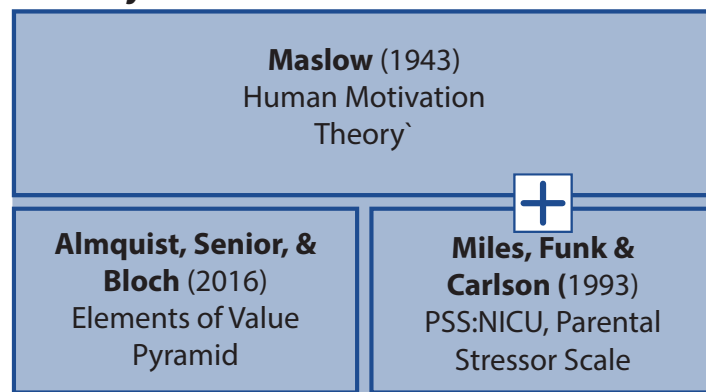 Maslow (1943)
Human Motivation
Theory`
+
Almquist, Senior, &
Bloch (2016)
Elements of Value
Pyramid
Miles, Funk &
Carlson (1993)
PSS:NICU, Parental
Stressor Scale